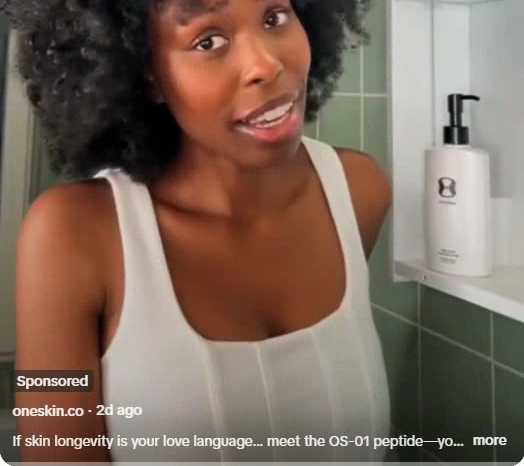 Sponsored
oneskin.co · 2d ago
If skin longevity is your love language... meet the OS-01 peptide—yo... more